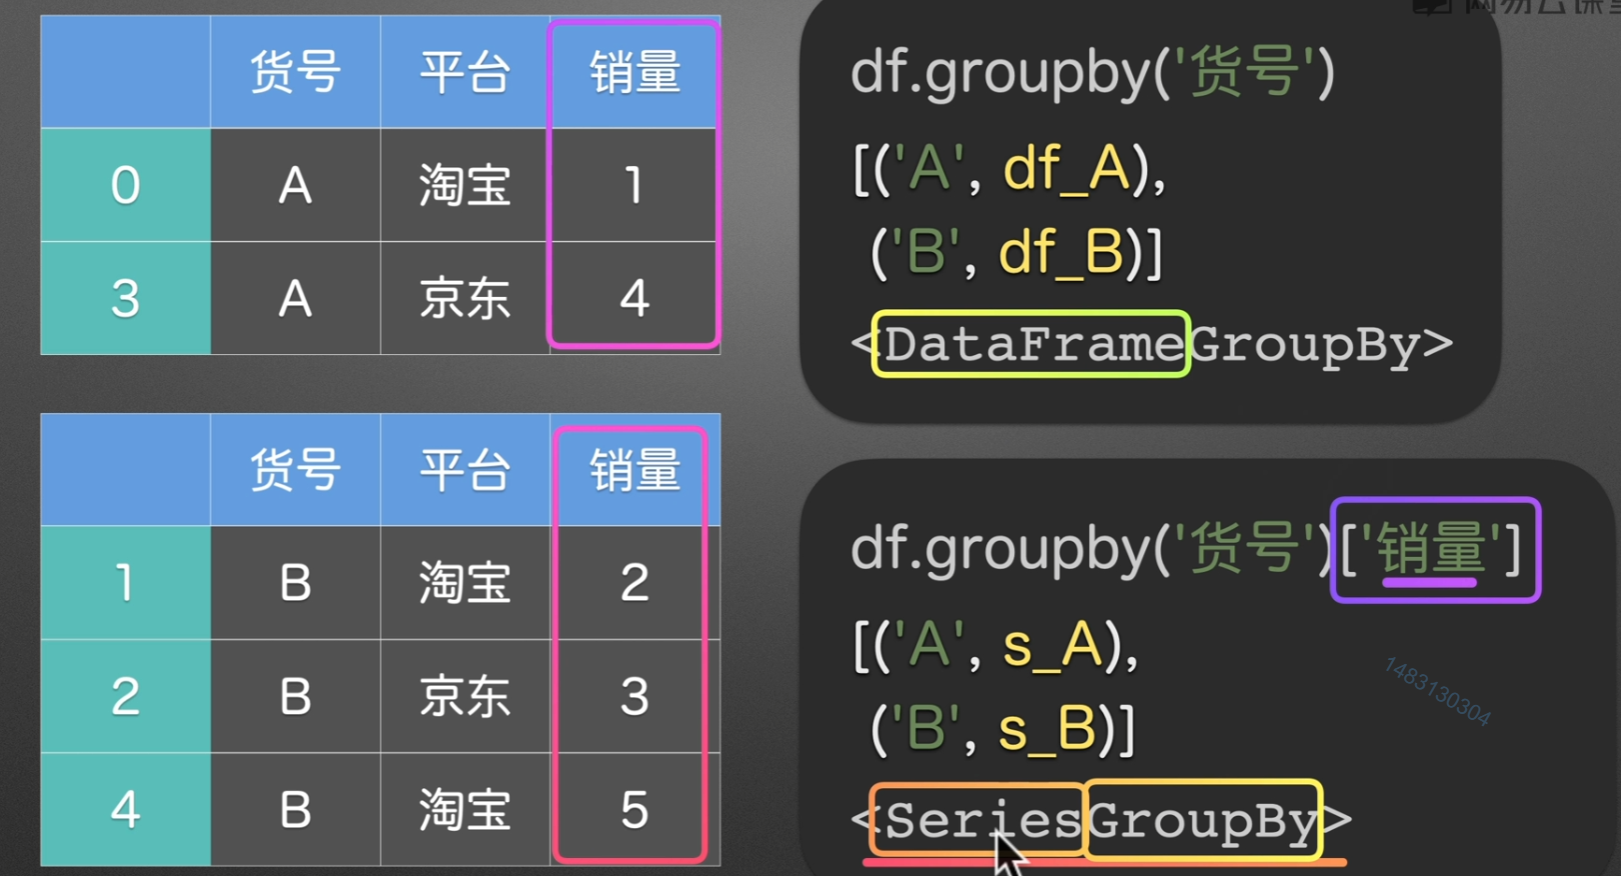 货号 平台 销量
0 A 淘宝 1
3 A 京东 4
货号 平台 销量
1 B 淘宝 2
2 B 京东 3
4 B 淘宝 5
df.groupby('货号')
[('A', df_A),
('B', df_B)]
<DataFrameGroupBy>
df.groupby('货号')['销量']
[('A', s_A),
('B', s_B)]
<SeriesGroupBy>
1483130304